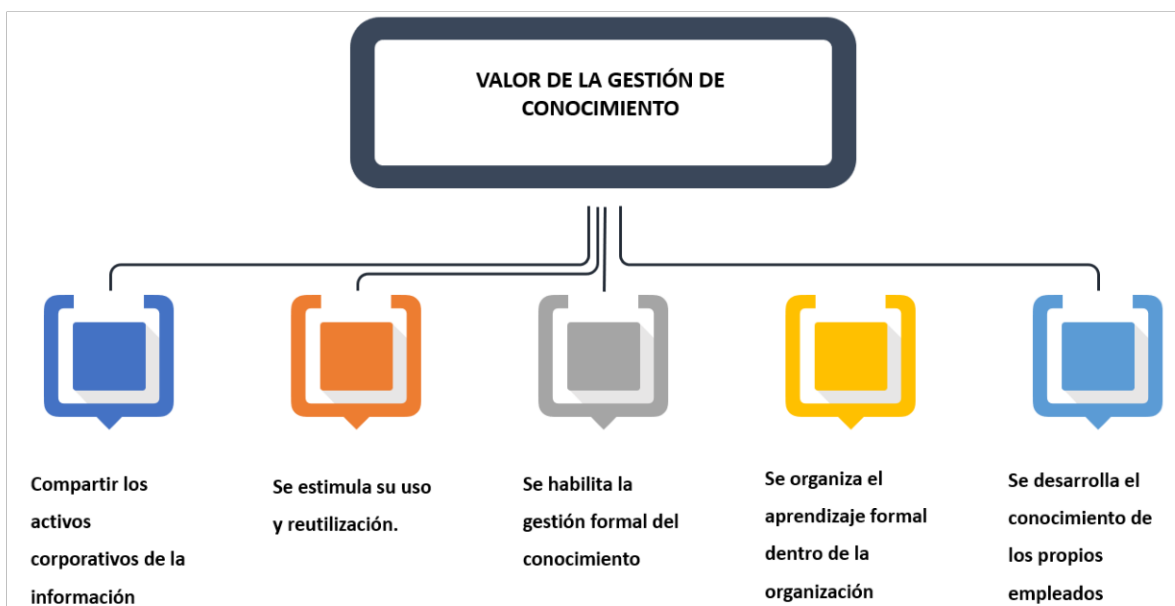 VALOR DE LA GESTIÓN DE
CONOCIMIENTO
Compartir los
activos
corporativos de la
información
Se estimula su uso
y reutilización.
Se habilita la
gestión formal del
conocimiento
Se organiza el
aprendizaje formal
dentro de la
organización
Se desarrolla el
conocimiento de
los propios
empleados